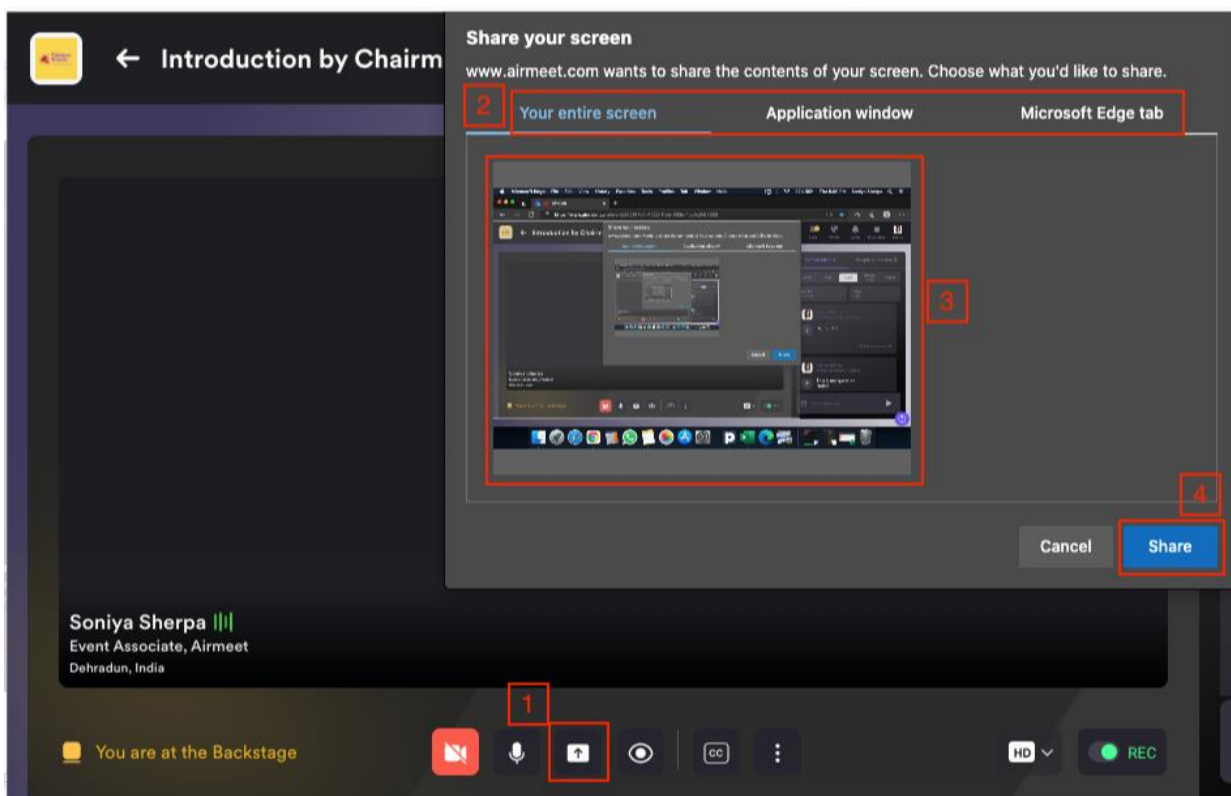 ← Introduction by Chairm
Share your screen
www.airmeet.com wants to share the contents of your screen. Choose what you'd like to share.
2
Your entire screen
Application window
Microsoft Edge tab
3
4
Cancel
Share
Soniya Sherpa
Event Associate, Airmeet
Dehradun, India
1
You are at the Backstage
CC
HD
REC